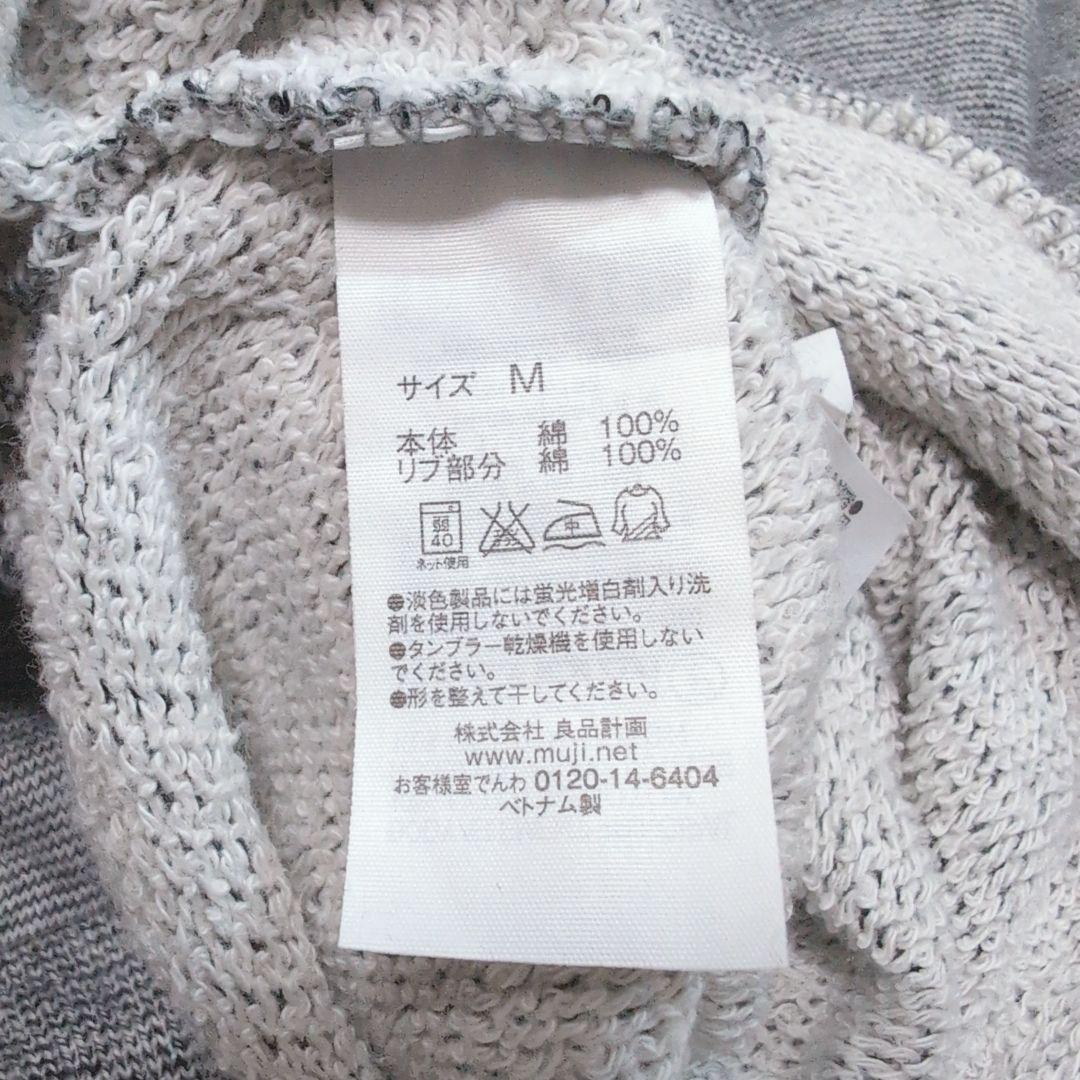 サイズ M
本体 綿 100%
リブ部分 綿 100%
弱
40
中
ネット使用
●淡色製品には蛍光増白剤入り洗
剤を使用しないでください。
●タンブラー乾燥機を使用しない
でください。
●形を整えて干してください。
株式会社 良品計画
www.muji.net
お客様室でんわ 0120-14-6404
ベトナム製